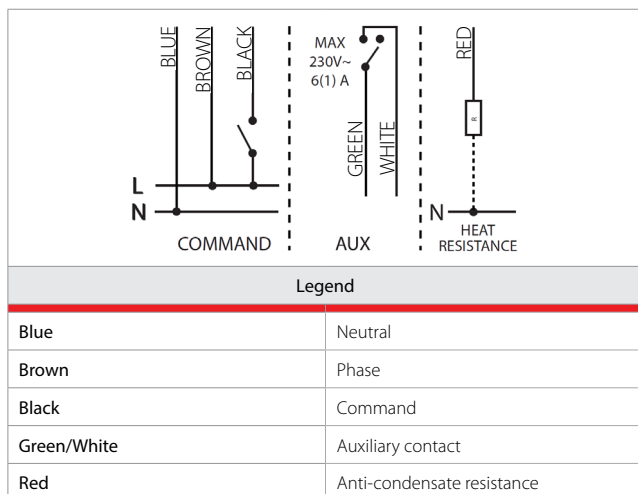 BLUE
BROWN
BLACK
MAX
230V~
6(1) A
GREEN
WHITE
RED
R
L
N
N
COMMAND
AUX
HEAT
RESISTANCE
Legend
Blue Neutral
Brown Phase
Black Command
Green/White Auxiliary contact
Red Anti-condensate resistance